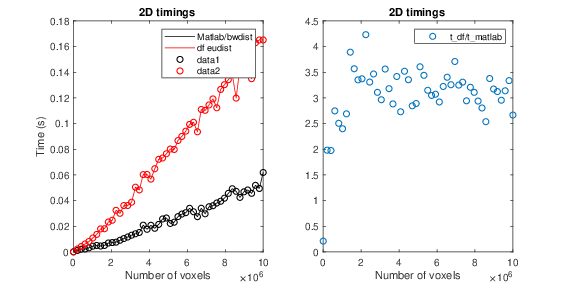 2D timings
0.18
0.16
0.14
0.12
0.1
0.08
0.06
0.04
0.02
0
Time (s)
Matlab/bwdist
df eudist
data1
data2
0 2 4 6 8 10
×10^6
Number of voxels
2D timings
4.5
4
3.5
3
2.5
2
1.5
1
0.5
0
t_df/t_matlab
0 2 4 6 8 10
×10^6
Number of voxels